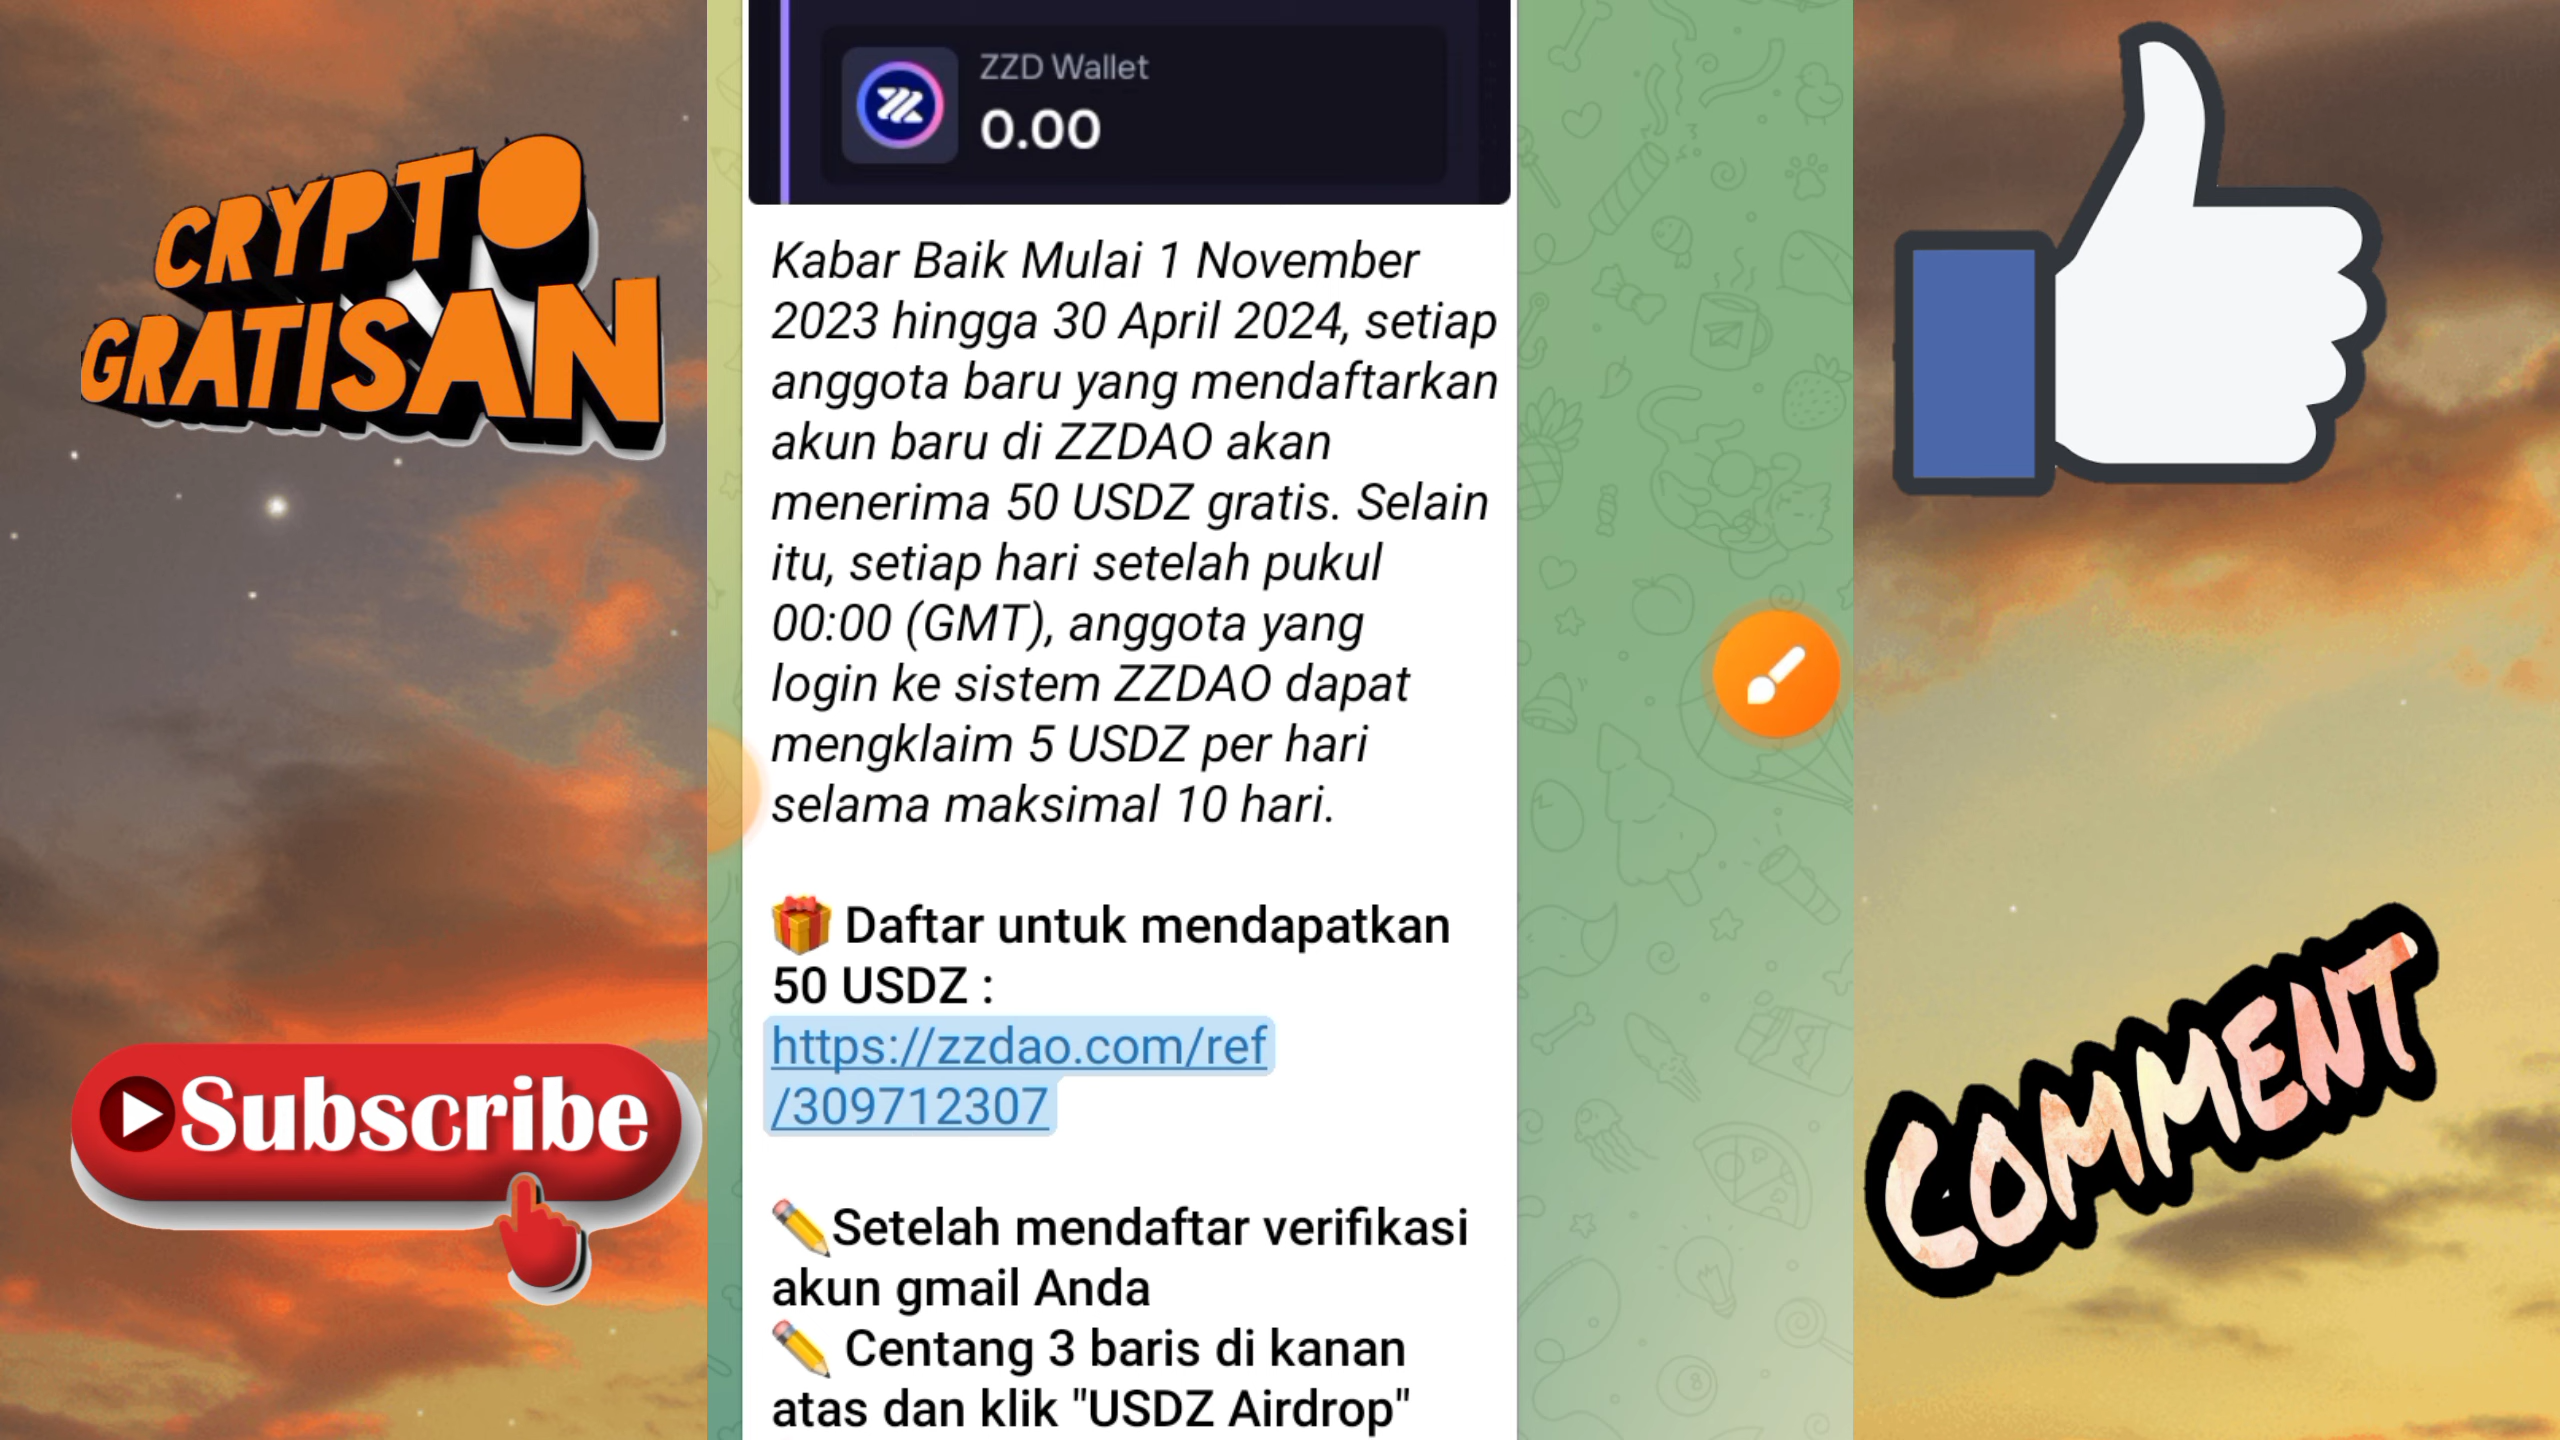 CRYPTO
GRATISAN
Subscribe
ZZD Wallet
0.00
Kabar Baik Mulai 1 November
2023 hingga 30 April 2024, setiap
anggota baru yang mendaftarkan
akun baru di ZZDAO akan
menerima 50 USDZ gratis. Selain
itu, setiap hari setelah pukul
00:00 (GMT), anggota yang
login ke sistem ZZDAO dapat
mengklaim 5 USDZ per hari
selama maksimal 10 hari.
🎁 Daftar untuk mendapatkan
50 USDZ :
https://zzdao.com/ref
/309712307
✏️Setelah mendaftar verifikasi
akun gmail Anda
✏️ Centang 3 baris di kanan
atas dan klik "USDZ Airdrop"
COMMENT